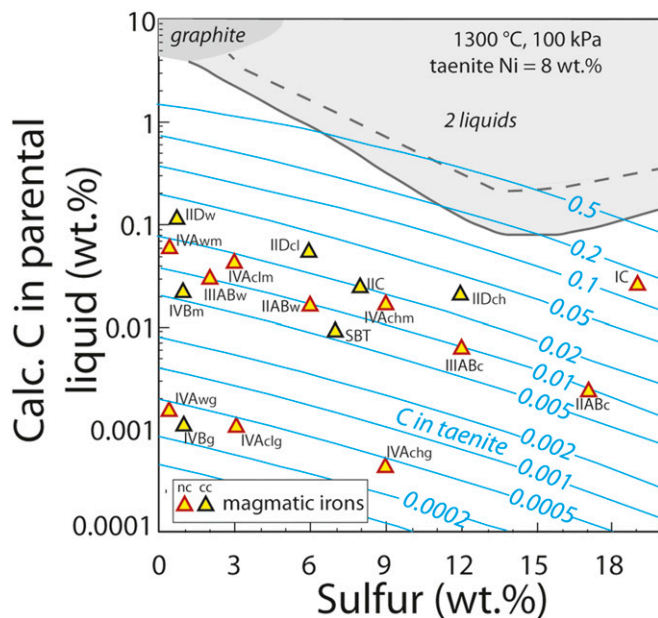 graphite
1300 °C, 100 kPa
taenite Ni = 8 wt.%
2 liquids
Calc. C in parental
liquid (wt.%)
10
1
0.1
0.01
0.001
0.0001
0.5
0.2
0.1
0.05
0.02
0.01
0.005
0.002
0.001
0.0005
0.0002
C in taenite
IIDw
IVAwm
IIDcl
IVAclm
IIIABw
IIC
IIDch
IC
IVBm
IIABw
IVAchm
SBT
IIIABc
IIABc
IVAwg
IVBg
IVAclg
IVAchg
nc cc
magmatic irons
0 3 6 9 12 15 18
Sulfur (wt.%)